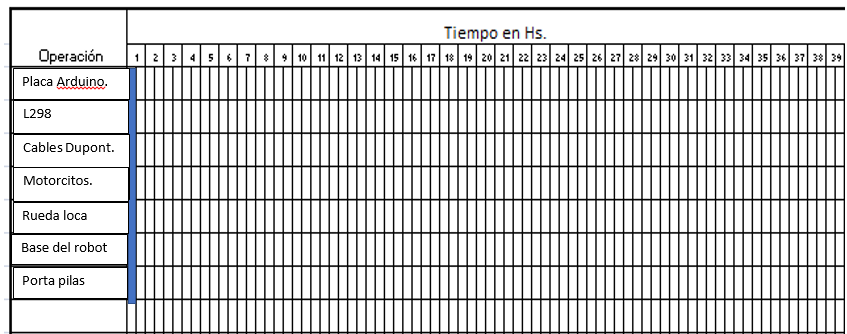 Tiempo en Hs.
Operación 1 2 3 4 5 6 7 8 9 10 11 12 13 14 15 16 17 18 19 20 21 22 23 24 25 26 27 28 29 30 31 32 33 34 35 36 37 38 39
Placa Arduino.
L298
Cables Dupont.
Motorcitos.
Rueda loca
Base del robot
Porta pilas